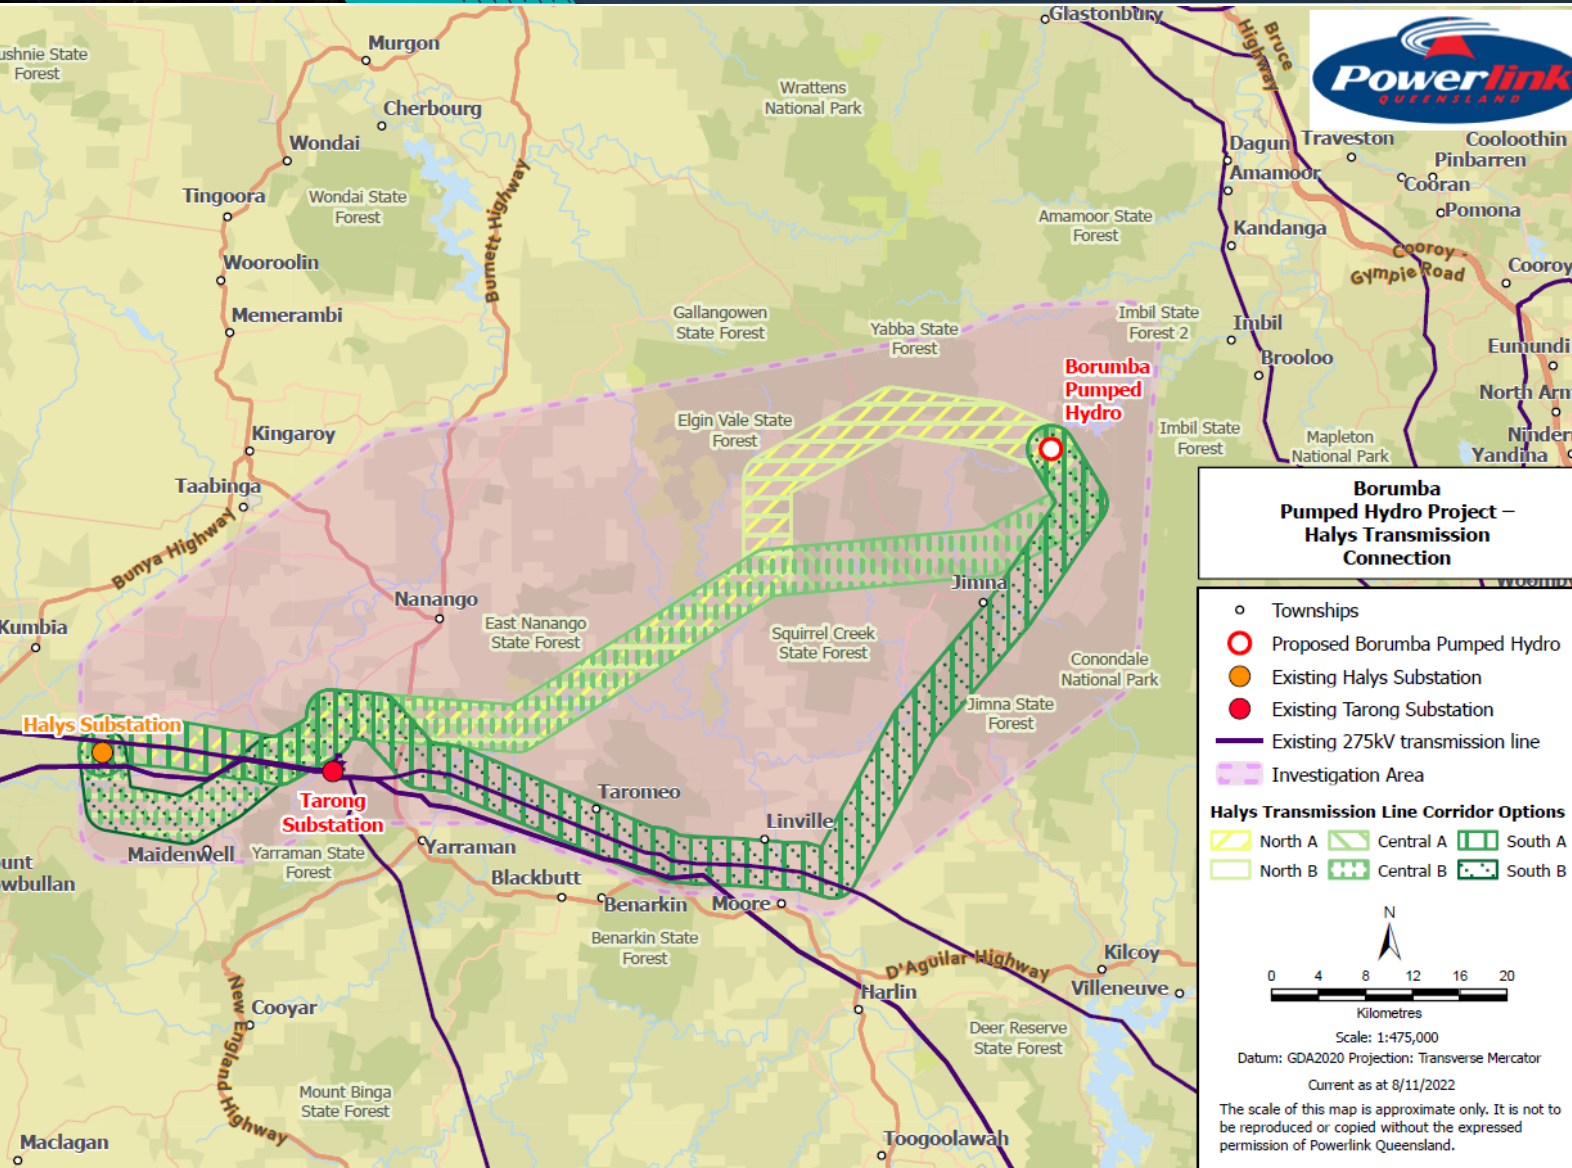 Glastonbury
Bruce
Highway
Powerlink
QUEENSLAND
Murgon
ushnie State
Forest
Wrattens
National Park
Cherbourg
Wondai
Dagun
Traveston
Cooloothin
Pinbarren
Amamoor
Cooran
Tingoora
Wondai State
Forest
Burnett Highway
Amamoor State
Forest
Pomona
Kandanga
Cooroy -
Gympie Road
Wooroolin
Cooroy
Memerambi
Gallangowen
State Forest
Yabba State
Forest
Imbil State
Forest 2
Imbil
Eumundi
Brooloo
Borumba
Pumped
Hydro
North Arm
Elgin Vale State
Forest
Kingaroy
Imbil State
Forest
Mapleton
National Park
Ninder
Yandina
Taabinga
Bunya Highway
Borumba
Pumped Hydro Project –
Halys Transmission
Connection
Woomby
Jimna
Nanango
Kumbia
East Nanango
State Forest
Squirrel Creek
State Forest
Conondale
National Park
Jimna State
Forest
Halys Substation
Tarong
Substation
Taromeo
Linville
Maidenwell
Yarraman State
Forest
Yarraman
ount
owbullan
Blackbutt
Benarkin
Moore
Benarkin State
Forest
D'Aguilar Highway
Kilcoy
Villeneuve
Harlin
New England Highway
Cooyar
Deer Reserve
State Forest
Mount Binga
State Forest
Maclagan
Toogoolawah
Townships
Proposed Borumba Pumped Hydro
Existing Halys Substation
Existing Tarong Substation
Existing 275kV transmission line
Investigation Area
Halys Transmission Line Corridor Options
North A Central A South A
North B Central B South B
N
0 4 8 12 16 20
Kilometres
Scale: 1:475,000
Datum: GDA2020 Projection: Transverse Mercator
Current as at 8/11/2022
The scale of this map is approximate only. It is not to
be reproduced or copied without the expressed
permission of Powerlink Queensland.